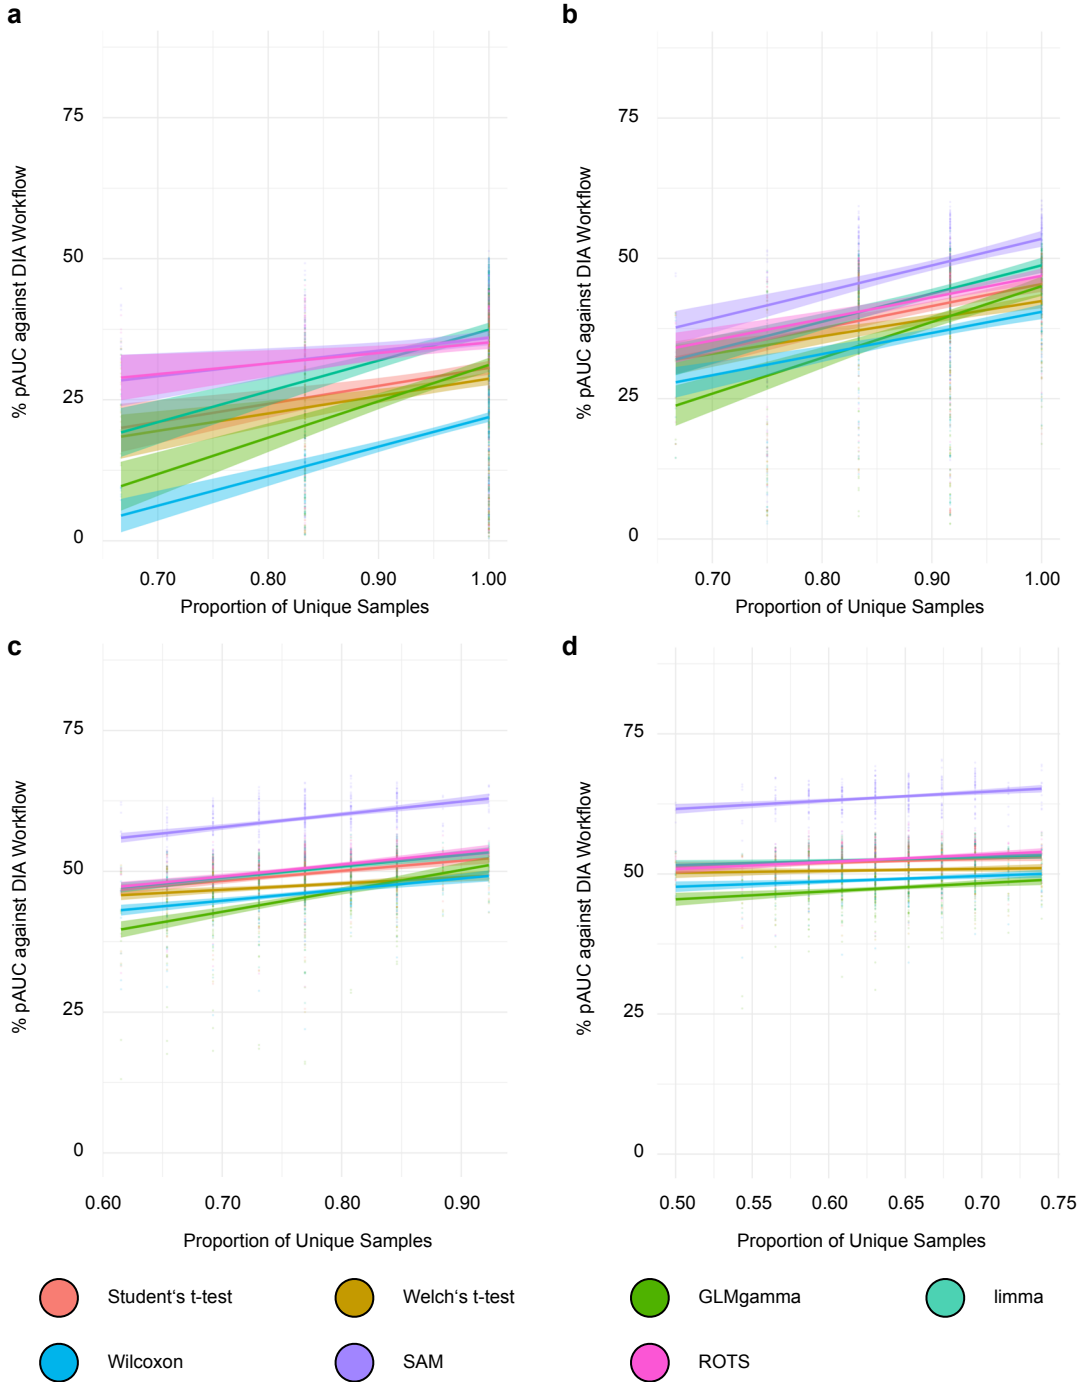 a
75
50
25
0
% pAUC against DIA Workflow
0.70 0.80 0.90 1.00
Proportion of Unique Samples
b
75
50
25
0
% pAUC against DIA Workflow
0.70 0.80 0.90 1.00
Proportion of Unique Samples
c
75
50
25
0
% pAUC against DIA Workflow
0.60 0.70 0.80 0.90
Proportion of Unique Samples
d
75
50
25
0
% pAUC against DIA Workflow
0.50 0.55 0.60 0.65 0.70 0.75
Proportion of Unique Samples
Student‘s t-test Welch‘s t-test GLMgamma limma
Wilcoxon SAM ROTS